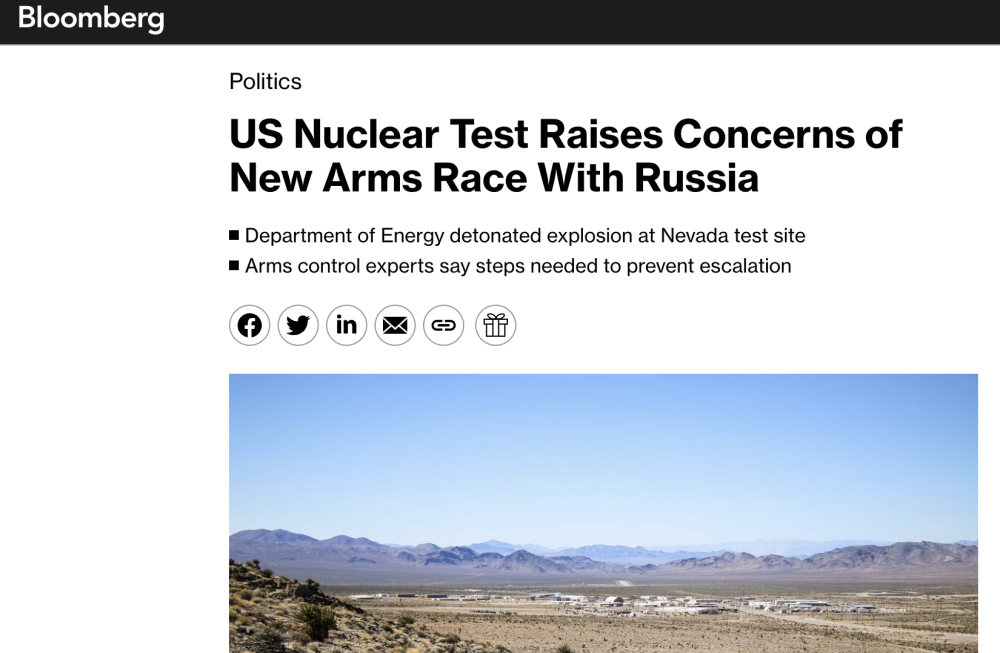 Bloomberg
Politics
US Nuclear Test Raises Concerns of
New Arms Race With Russia
Department of Energy detonated explosion at Nevada test site
Arms control experts say steps needed to prevent escalation